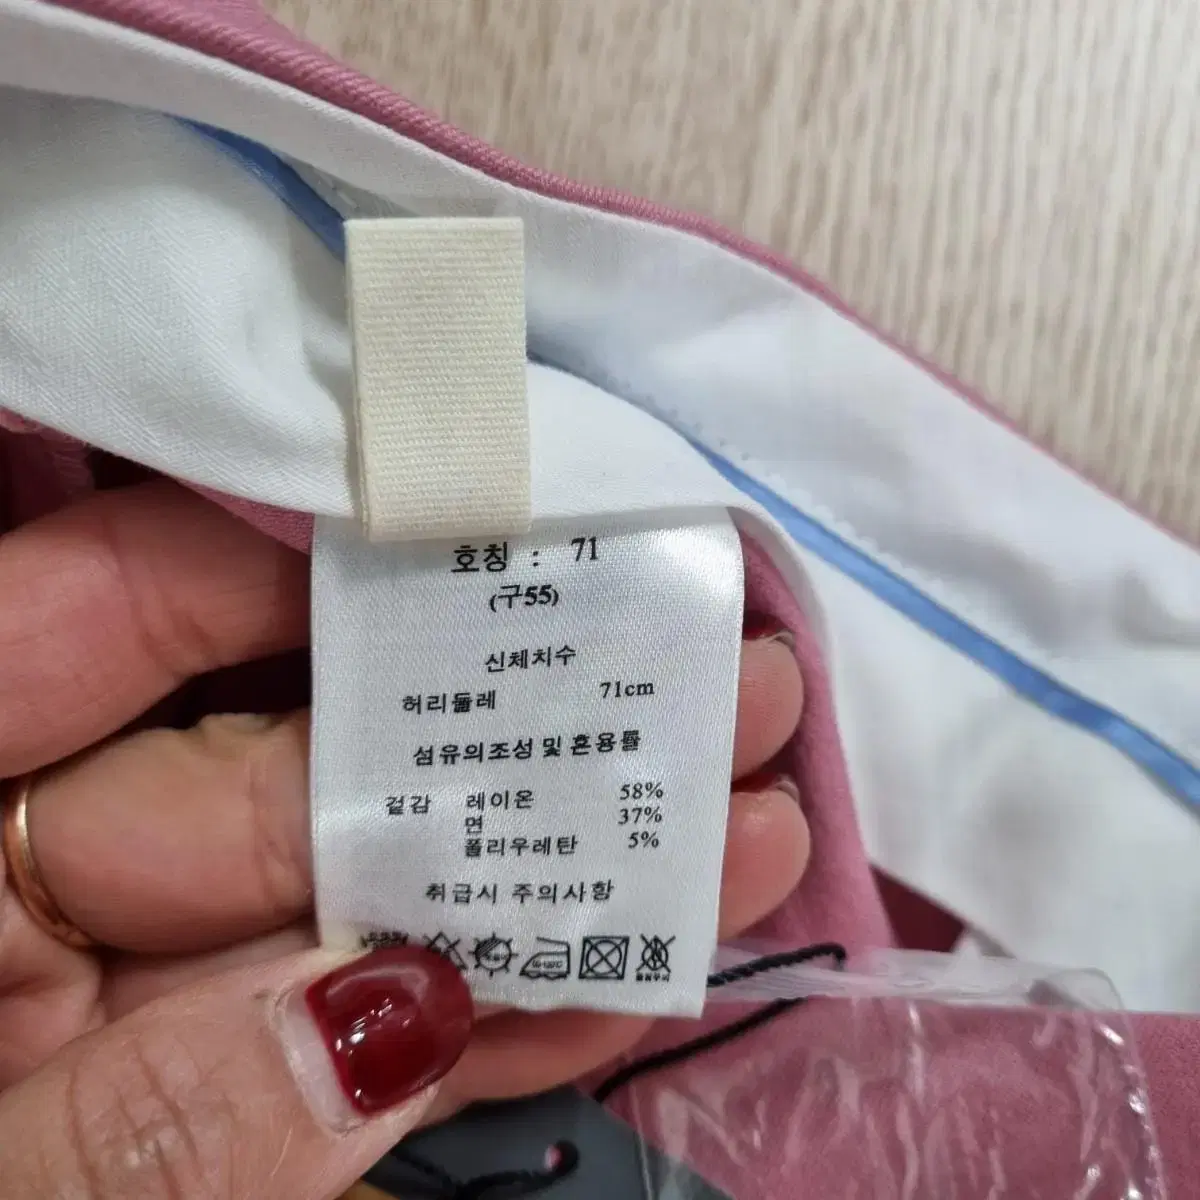 호칭 : 71
(구55)
신체치수
허리둘레 71cm
섬유의조성 및 혼용률
겉감 레이온 58%
면 37%
폴리우레탄 5%
취급시 주의사항